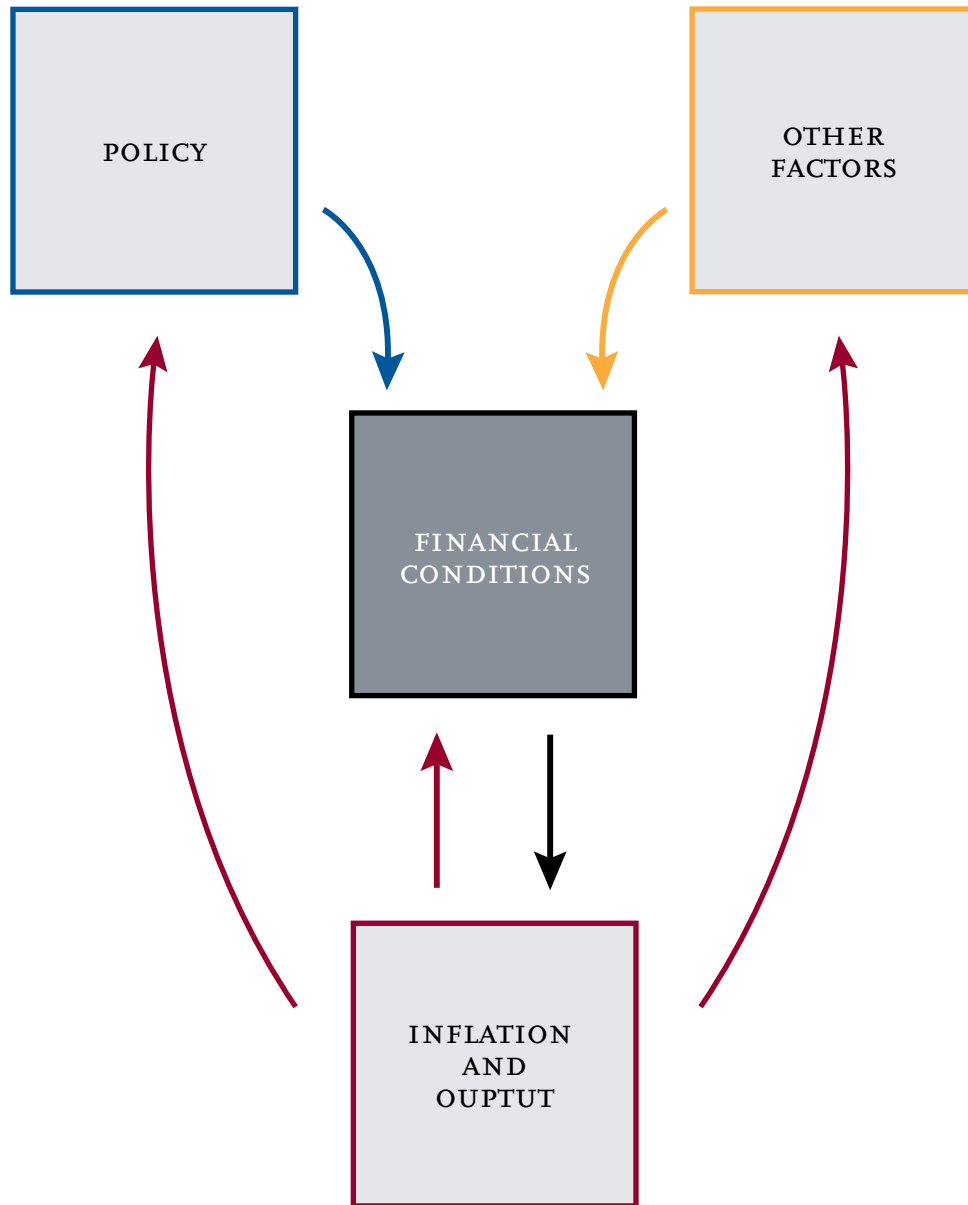 POLICY
OTHER
FACTORS
FINANCIAL
CONDITIONS
INFLATION
AND
OUPTUT